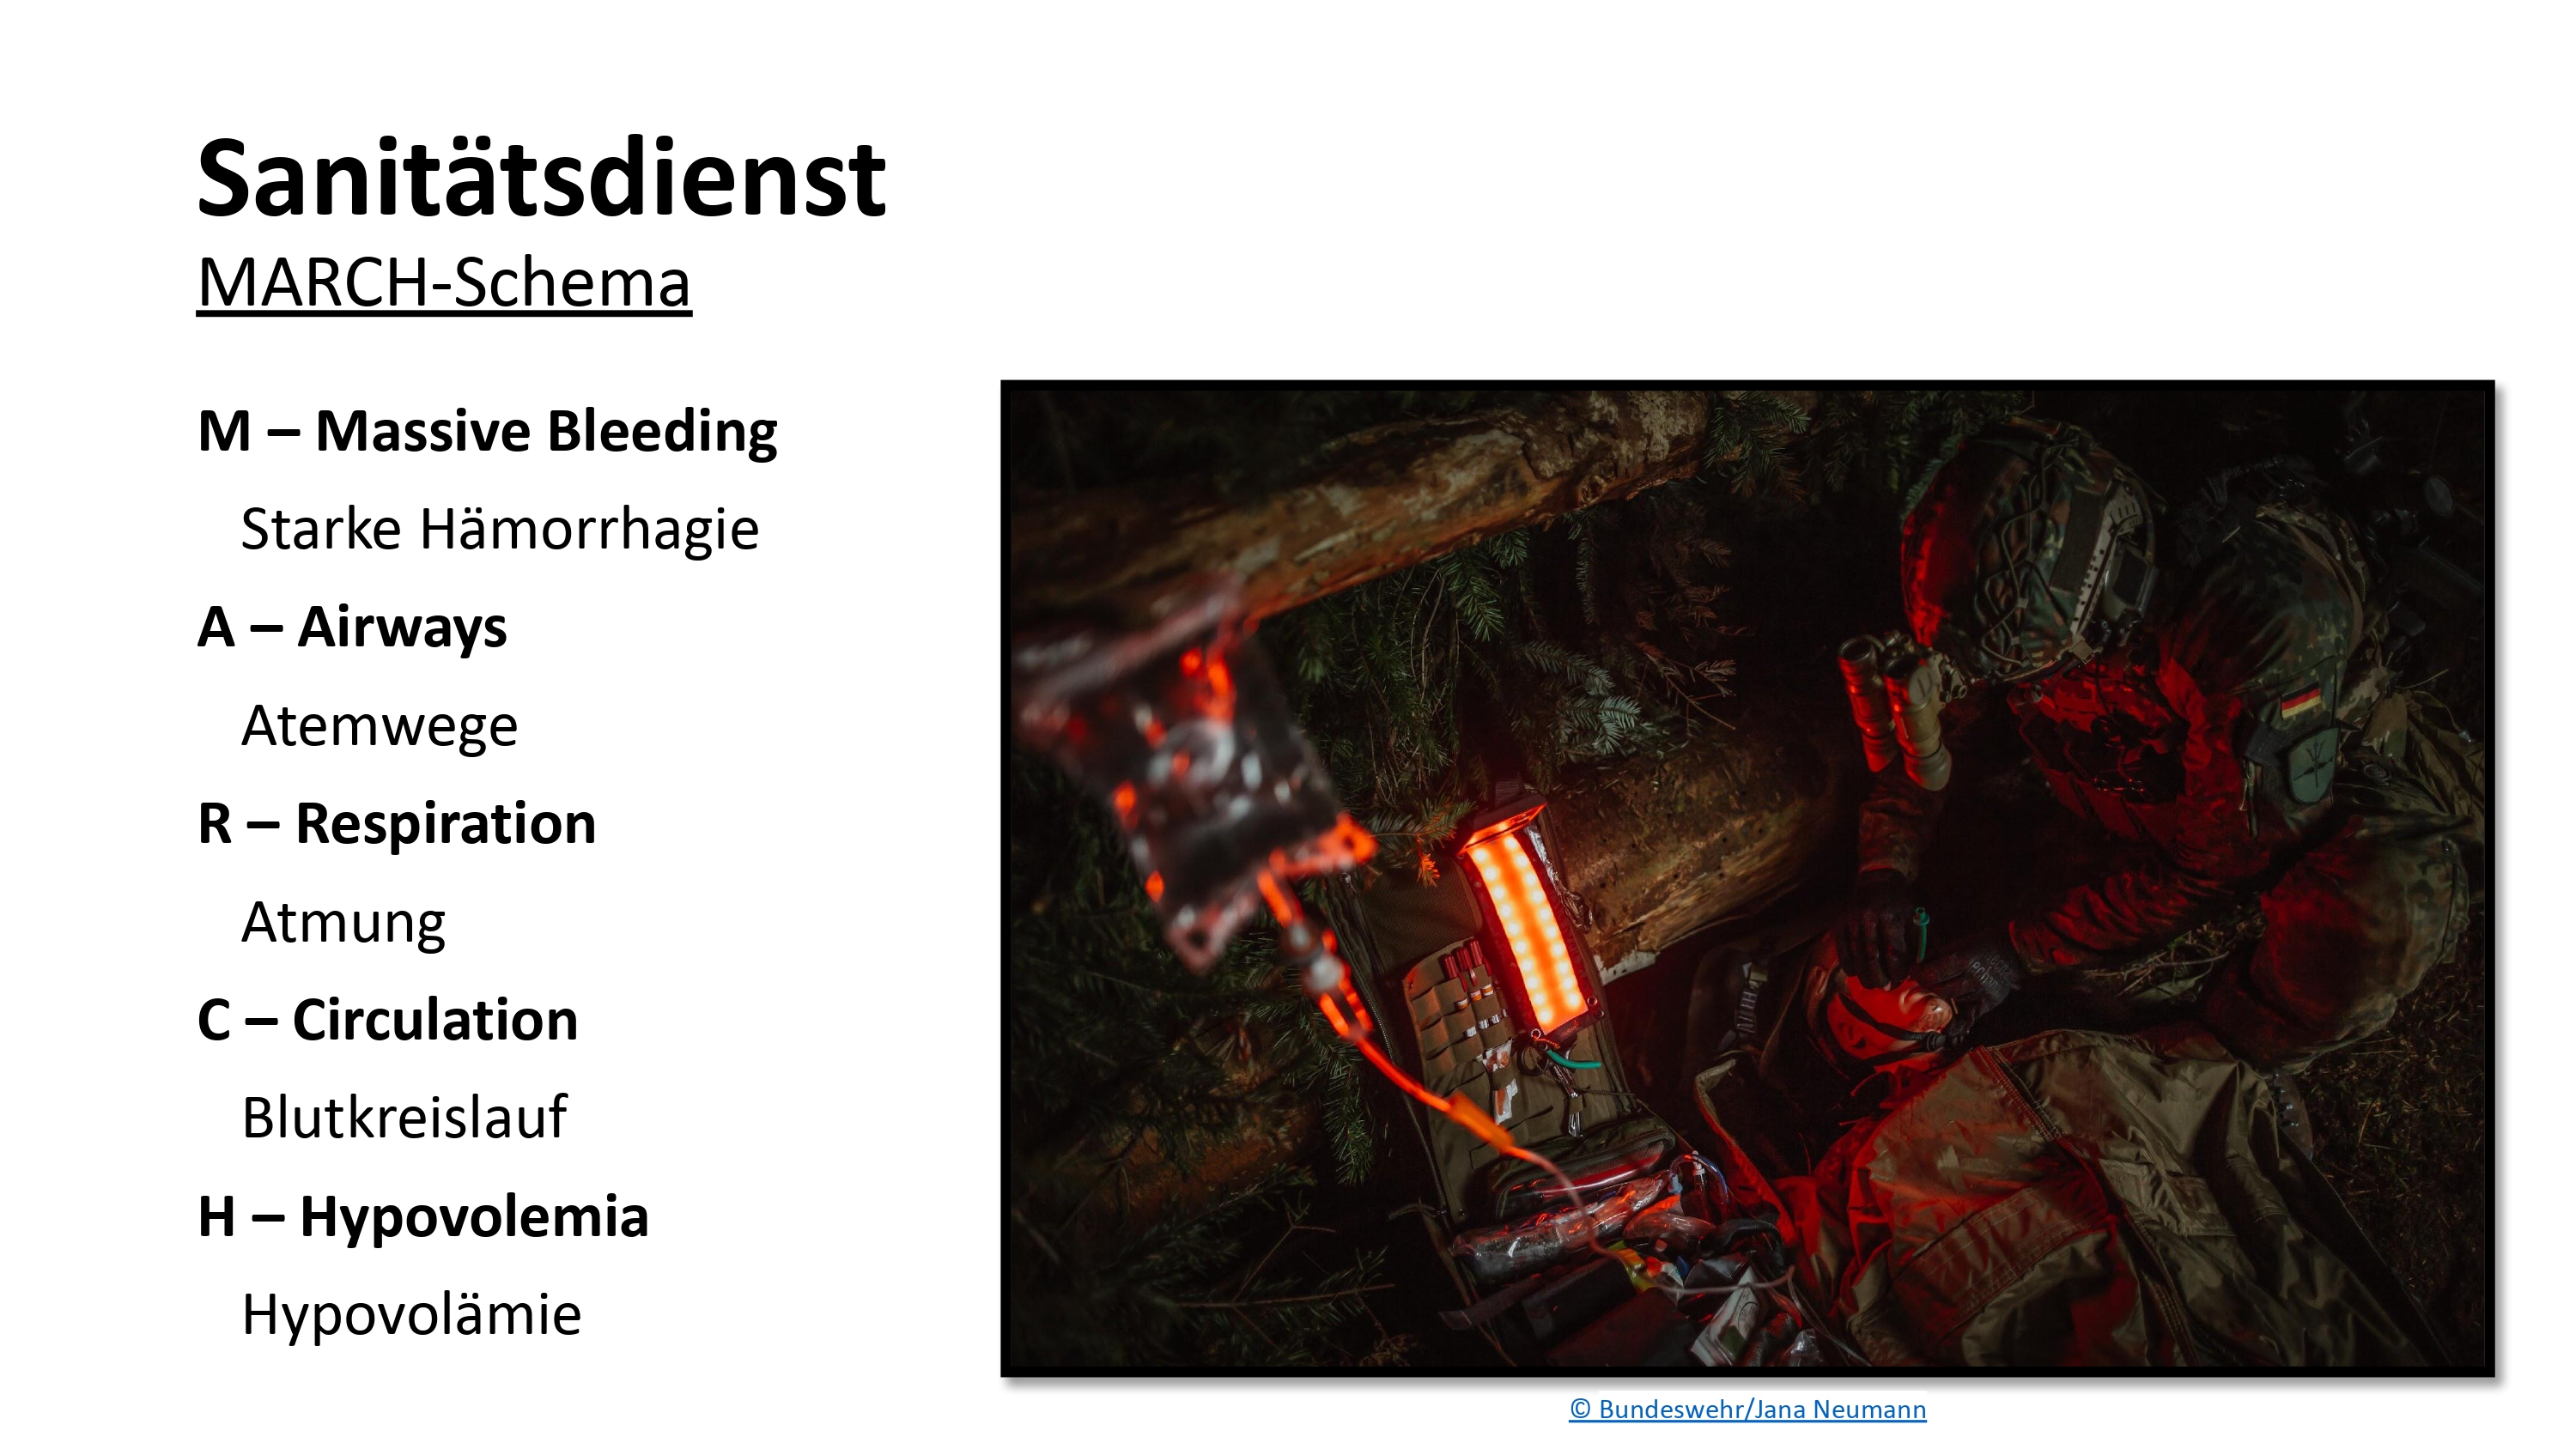 Sanitätsdienst
MARCH-Schema
M – Massive Bleeding
Starke Hämorrhagie
A – Airways
Atemwege
R – Respiration
Atmung
C – Circulation
Blutkreislauf
H – Hypovolemia
Hypovolämie
© Bundeswehr/Jana Neumann